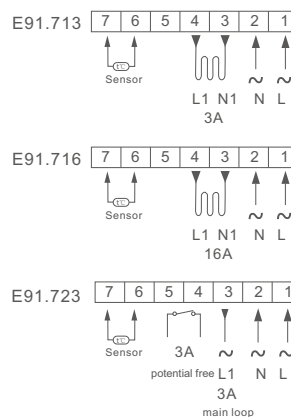 E91.713 7 6 5 4 3 2 1
t℃
Sensor
L1 N1 N L
3A
E91.716 7 6 5 4 3 2 1
t℃
Sensor
L1 N1 N L
16A
E91.723 7 6 5 4 3 2 1
t℃
Sensor
3A
potential free L1 N L
3A
main loop